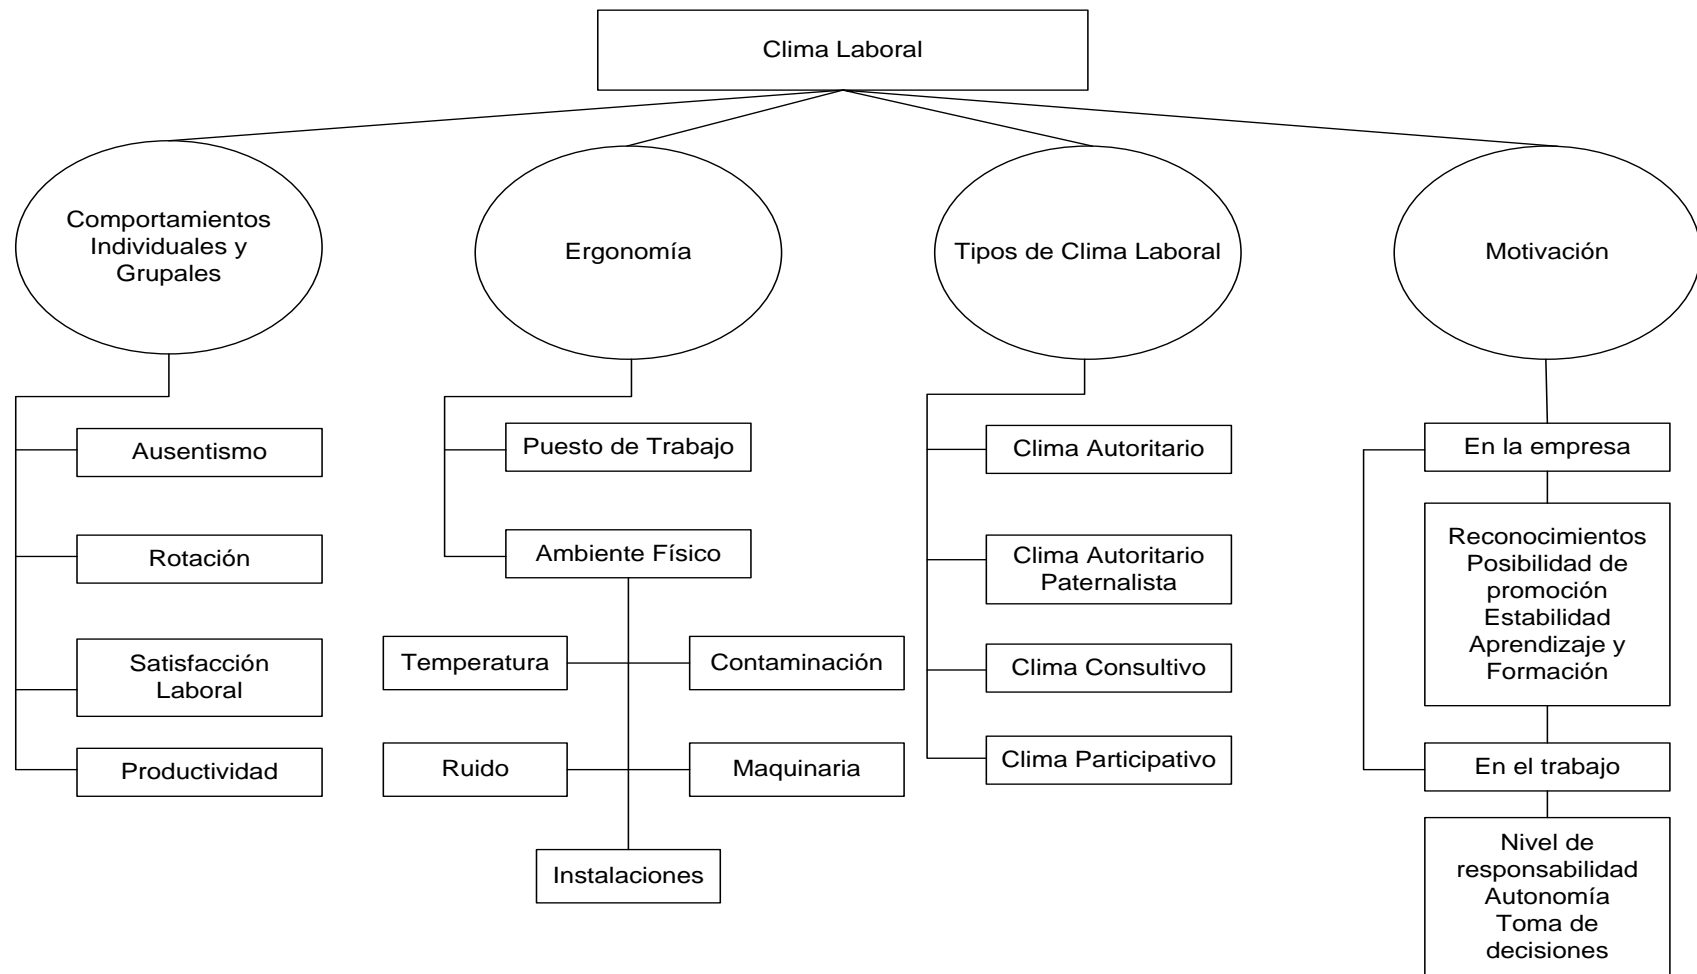 Clima Laboral
Comportamientos
Individuales y
Grupales
Ergonomía
Tipos de Clima Laboral
Motivación
Ausentismo
Rotación
Satisfacción
Laboral
Productividad
Puesto de Trabajo
Ambiente Físico
Temperatura
Contaminación
Ruido
Maquinaria
Instalaciones
Clima Autoritario
Clima Autoritario
Paternalista
Clima Consultivo
Clima Participativo
En la empresa
Reconocimientos
Posibilidad de
promoción
Estabilidad
Aprendizaje y
Formación
En el trabajo
Nivel de
responsabilidad
Autonomía
Toma de
decisiones